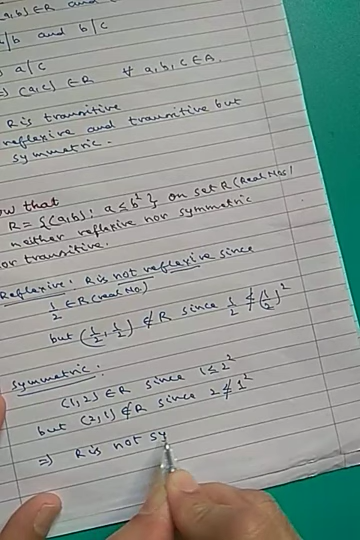 (a,b) ∈ R and
a/b and b/c
a/c
⇒ (a,c) ∈ R ∀ a,b,c ∈ A.
R is transitive
reflexive and transitive but
symmetric.
ow that
R = {(a,b): a ≤ b²} on set R (Real Nos)
neither reflexive nor symmetric
or transitive.
Reflexive: R is not reflexive since
1/2 ∈ R (real No.)
but (1/2, 1/2) ∉ R since 1/2 ≰ (1/2)²
symmetric:
(1,2) ∈ R since 1 ≤ 2²
but (2,1) ∉ R since 2 ≰ 1²
⇒ R is not sy